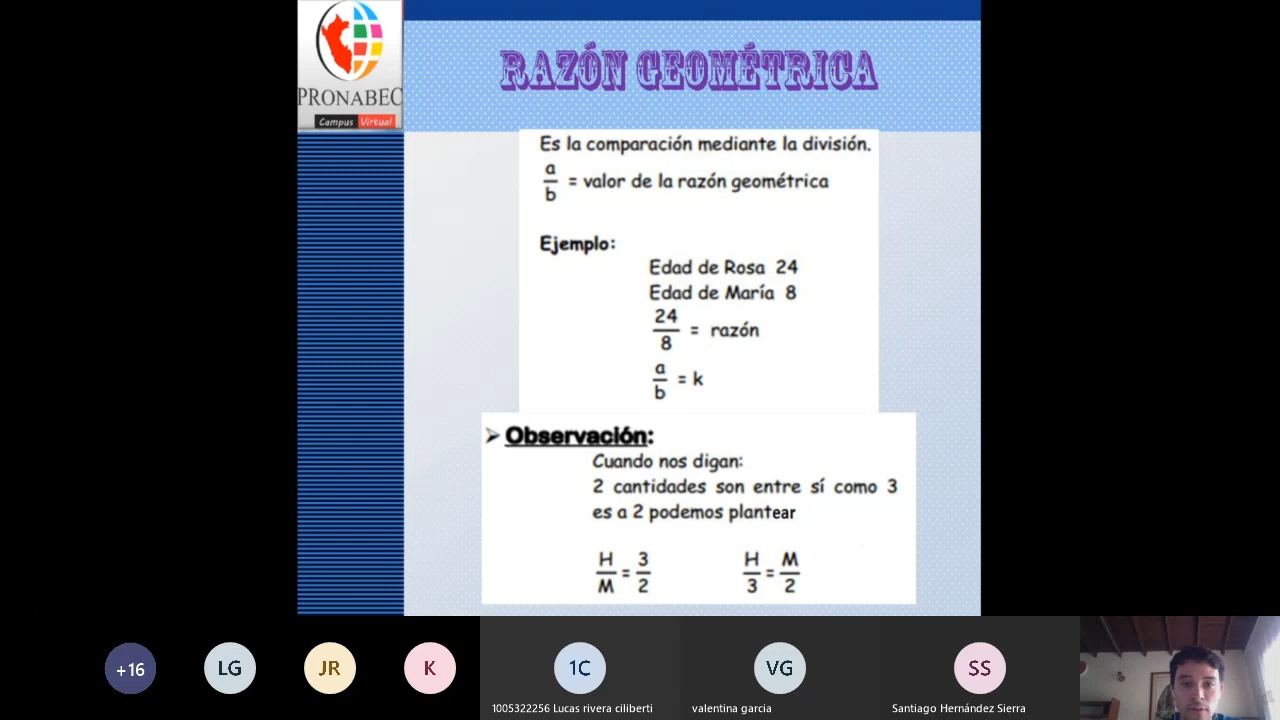 PRONABEC
Campus Virtual
RAZÓN GEOMÉTRICA
Es la comparación mediante la división.
a
b
= valor de la razón geométrica
Ejemplo:
Edad de Rosa 24
Edad de María 8
24
8
= razón
a
b
= k
➢ Observación:
Cuando nos digan:
2 cantidades son entre sí como 3
es a 2 podemos plantear
H/M = 3/2 H/3 = M/2
+16 LG JR K 1C VG SS
1005322256 Lucas rivera ciliberti valentina garcia Santiago Hernández Sierra